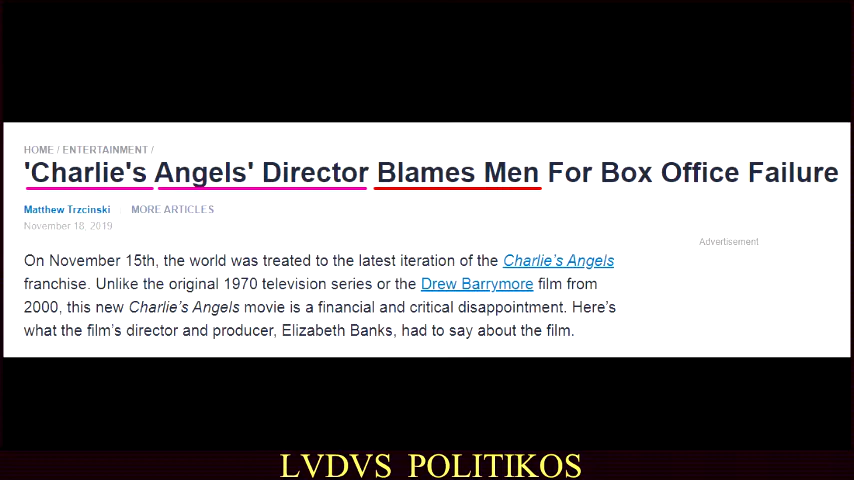 HOME / ENTERTAINMENT /
'Charlie's Angels' Director Blames Men For Box Office Failure
Matthew Trzcinski | MORE ARTICLES
November 18, 2019
Advertisement
On November 15th, the world was treated to the latest iteration of the Charlie's Angels
franchise. Unlike the original 1970 television series or the Drew Barrymore film from
2000, this new Charlie's Angels movie is a financial and critical disappointment. Here's
what the film's director and producer, Elizabeth Banks, had to say about the film.
LVDVS POLITIKOS